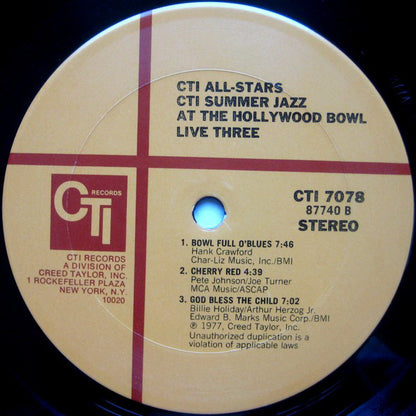 CTI ALL-STARS
CTI SUMMER JAZZ
AT THE HOLLYWOOD BOWL
LIVE THREE
CTI RECORDS
CTI RECORDS
A DIVISION OF
CREED TAYLOR, INC.
1 ROCKEFELLER PLAZA
NEW YORK, N.Y.
10020
CTI 7078
87740 B
STEREO
1. BOWL FULL O'BLUES 7:46
Hank Crawford
Char-Liz Music, Inc./BMI
2. CHERRY RED 4:39
Pete Johnson/Joe Turner
MCA Music/ASCAP
3. GOD BLESS THE CHILD 7:02
Billie Holiday/Arthur Herzog Jr.
Edward B. Marks Music Corp./BMI
℗ 1977, Creed Taylor, Inc.
Unauthorized duplication is a
violation of applicable laws